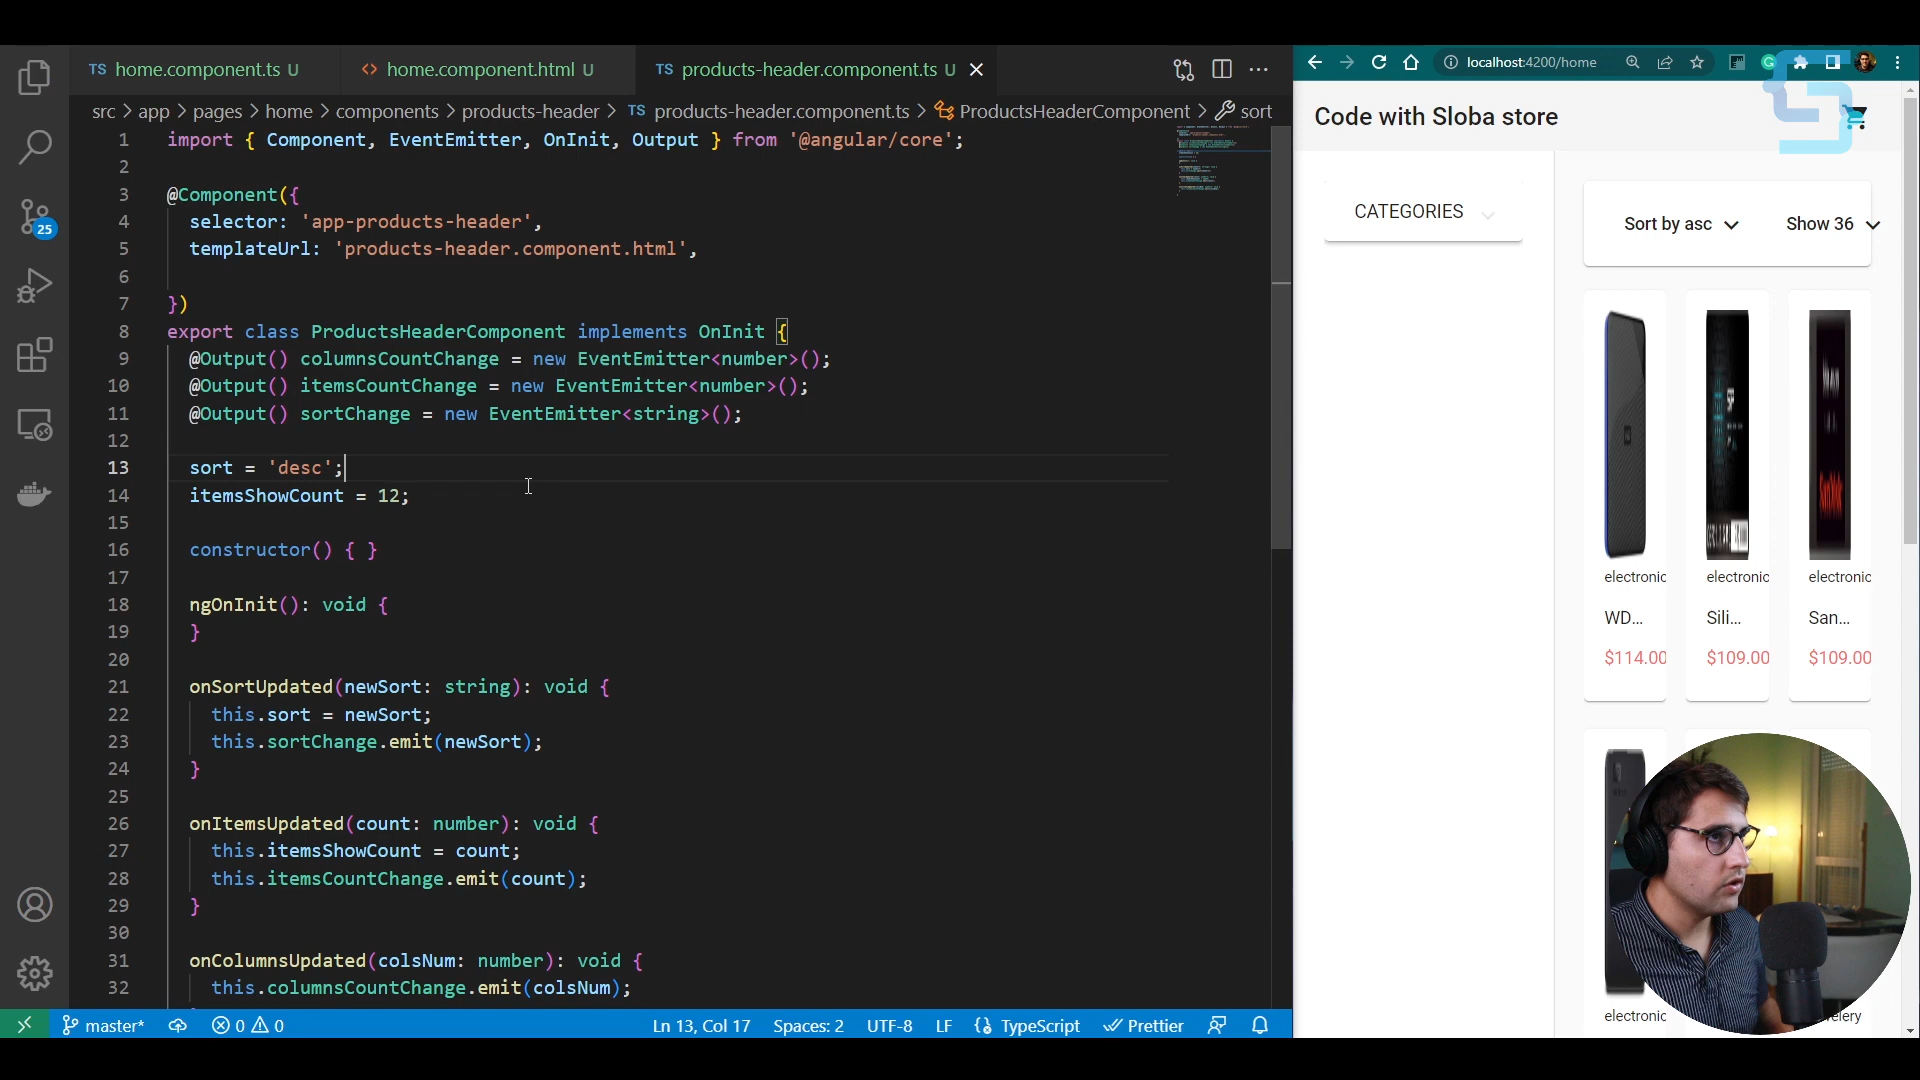 TS home.component.ts U
<> home.component.html U
TS products-header.component.ts U
src > app > pages > home > components > products-header > TS products-header.component.ts > ProductsHeaderComponent > sort
1 import { Component, EventEmitter, OnInit, Output } from '@angular/core';
2
3 @Component({
4 selector: 'app-products-header',
5 templateUrl: 'products-header.component.html',
6
7 })
8 export class ProductsHeaderComponent implements OnInit {
9 @Output() columnsCountChange = new EventEmitter<number>();
10 @Output() itemsCountChange = new EventEmitter<number>();
11 @Output() sortChange = new EventEmitter<string>();
12
13 sort = 'desc';
14 itemsShowCount = 12;
15
16 constructor() { }
17
18 ngOnInit(): void {
19 }
20
21 onSortUpdated(newSort: string): void {
22 this.sort = newSort;
23 this.sortChange.emit(newSort);
24 }
25
26 onItemsUpdated(count: number): void {
27 this.itemsShowCount = count;
28 this.itemsCountChange.emit(count);
29 }
30
31 onColumnsUpdated(colsNum: number): void {
32 this.columnsCountChange.emit(colsNum);
25
master*
0 0
Ln 13, Col 17
Spaces: 2
UTF-8
LF
TypeScript
Prettier
localhost:4200/home
Code with Sloba store
CATEGORIES
Sort by asc
Show 36
electronic electronic electronic
WD... Sili... San...
$114.00 $109.00 $109.00
electronic